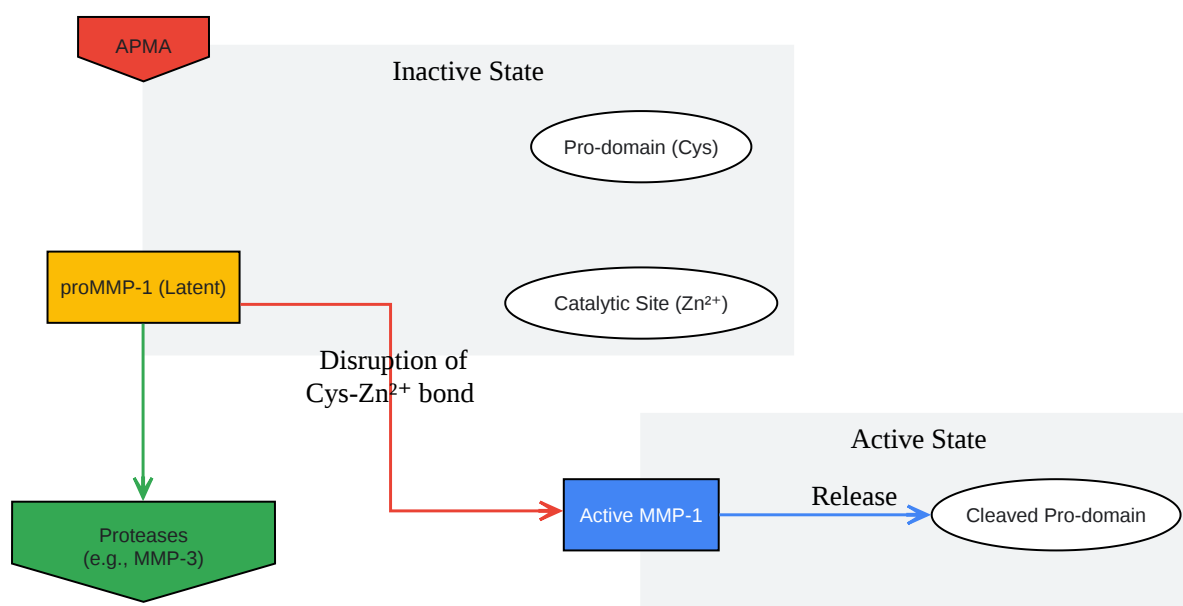 APMA
Inactive State
Pro-domain (Cys)
proMMP-1 (Latent)
Catalytic Site (Zn²⁺)
Disruption of
Cys-Zn²⁺ bond
Active State
Release
Active MMP-1
Cleaved Pro-domain
Proteases
(e.g., MMP-3)